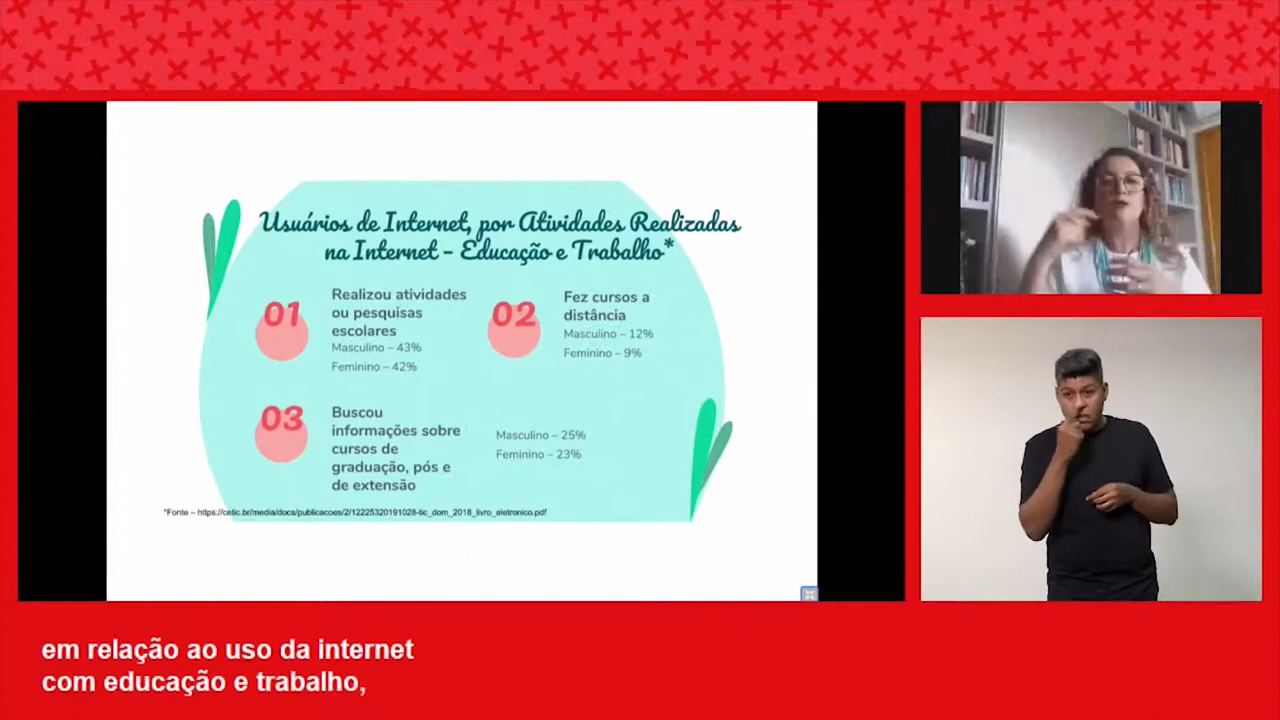 Usuários de Internet, por Atividades Realizadas
na Internet – Educação e Trabalho*
01
Realizou atividades
ou pesquisas
escolares
Masculino – 43%
Feminino – 42%
02
Fez cursos a
distância
Masculino – 12%
Feminino – 9%
03
Buscou
informações sobre
cursos de
graduação, pós e
de extensão
Masculino – 25%
Feminino – 23%
*Fonte – https://cetic.br/media/docs/publicacoes/2/12225320191028-tic_dom_2018_livro_eletronico.pdf
em relação ao uso da internet
com educação e trabalho,